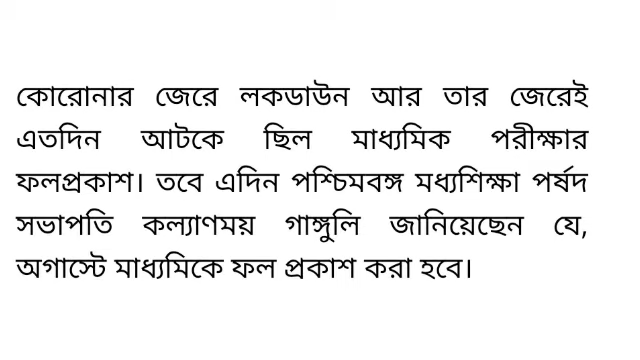 কোরোনার জেরে লকডাউন আর তার জেরেই
এতদিন আটকে ছিল মাধ্যমিক পরীক্ষার
ফলপ্রকাশ। তবে এদিন পশ্চিমবঙ্গ মধ্যশিক্ষা পর্ষদ
সভাপতি কল্যাণময় গাঙ্গুলি জানিয়েছেন যে,
অগাস্টে মাধ্যমিকে ফল প্রকাশ করা হবে।